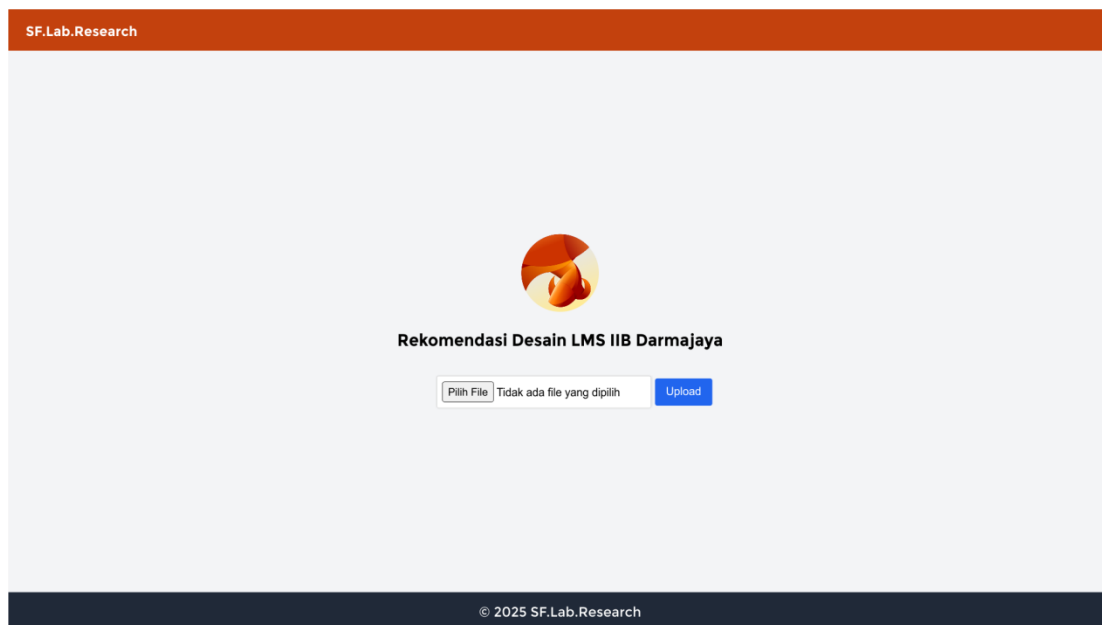 SF.Lab.Research
Rekomendasi Desain LMS IIB Darmajaya
Pilih File Tidak ada file yang dipilih Upload
© 2025 SF.Lab.Research